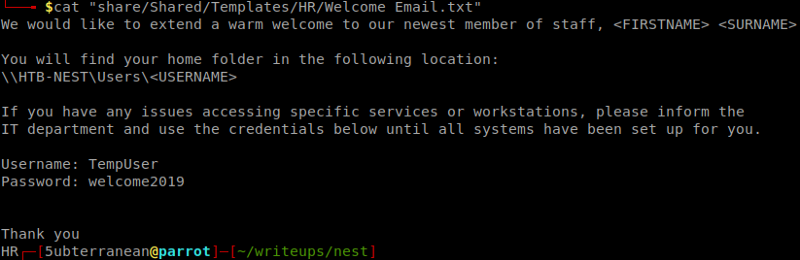 $cat "share/Shared/Templates/HR/Welcome Email.txt"
We would like to extend a warm welcome to our newest member of staff, <FIRSTNAME> <SURNAME>
You will find your home folder in the following location:
\\HTB-NEST\Users\<USERNAME>
If you have any issues accessing specific services or workstations, please inform the
IT department and use the credentials below until all systems have been set up for you.
Username: TempUser
Password: welcome2019
Thank you
HR┌─[5ubterranean@parrot]─[~/writeups/nest]